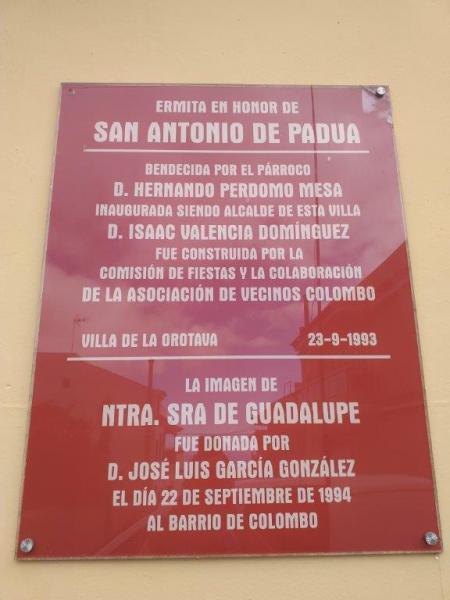 ERMITA EN HONOR DE
SAN ANTONIO DE PADUA
BENDECIDA POR EL PÁRROCO
D. HERNANDO PERDOMO MESA
INAUGURADA SIENDO ALCALDE DE ESTA VILLA
D. ISAAC VALENCIA DOMÍNGUEZ
FUE CONSTRUIDA POR LA
COMISIÓN DE FIESTAS Y LA COLABORACIÓN
DE LA ASOCIACIÓN DE VECINOS COLOMBO
VILLA DE LA OROTAVA 23-9-1993
LA IMAGEN DE
NTRA. SRA DE GUADALUPE
FUE DONADA POR
D. JOSÉ LUIS GARCÍA GONZÁLEZ
EL DÍA 22 DE SEPTIEMBRE DE 1994
AL BARRIO DE COLOMBO